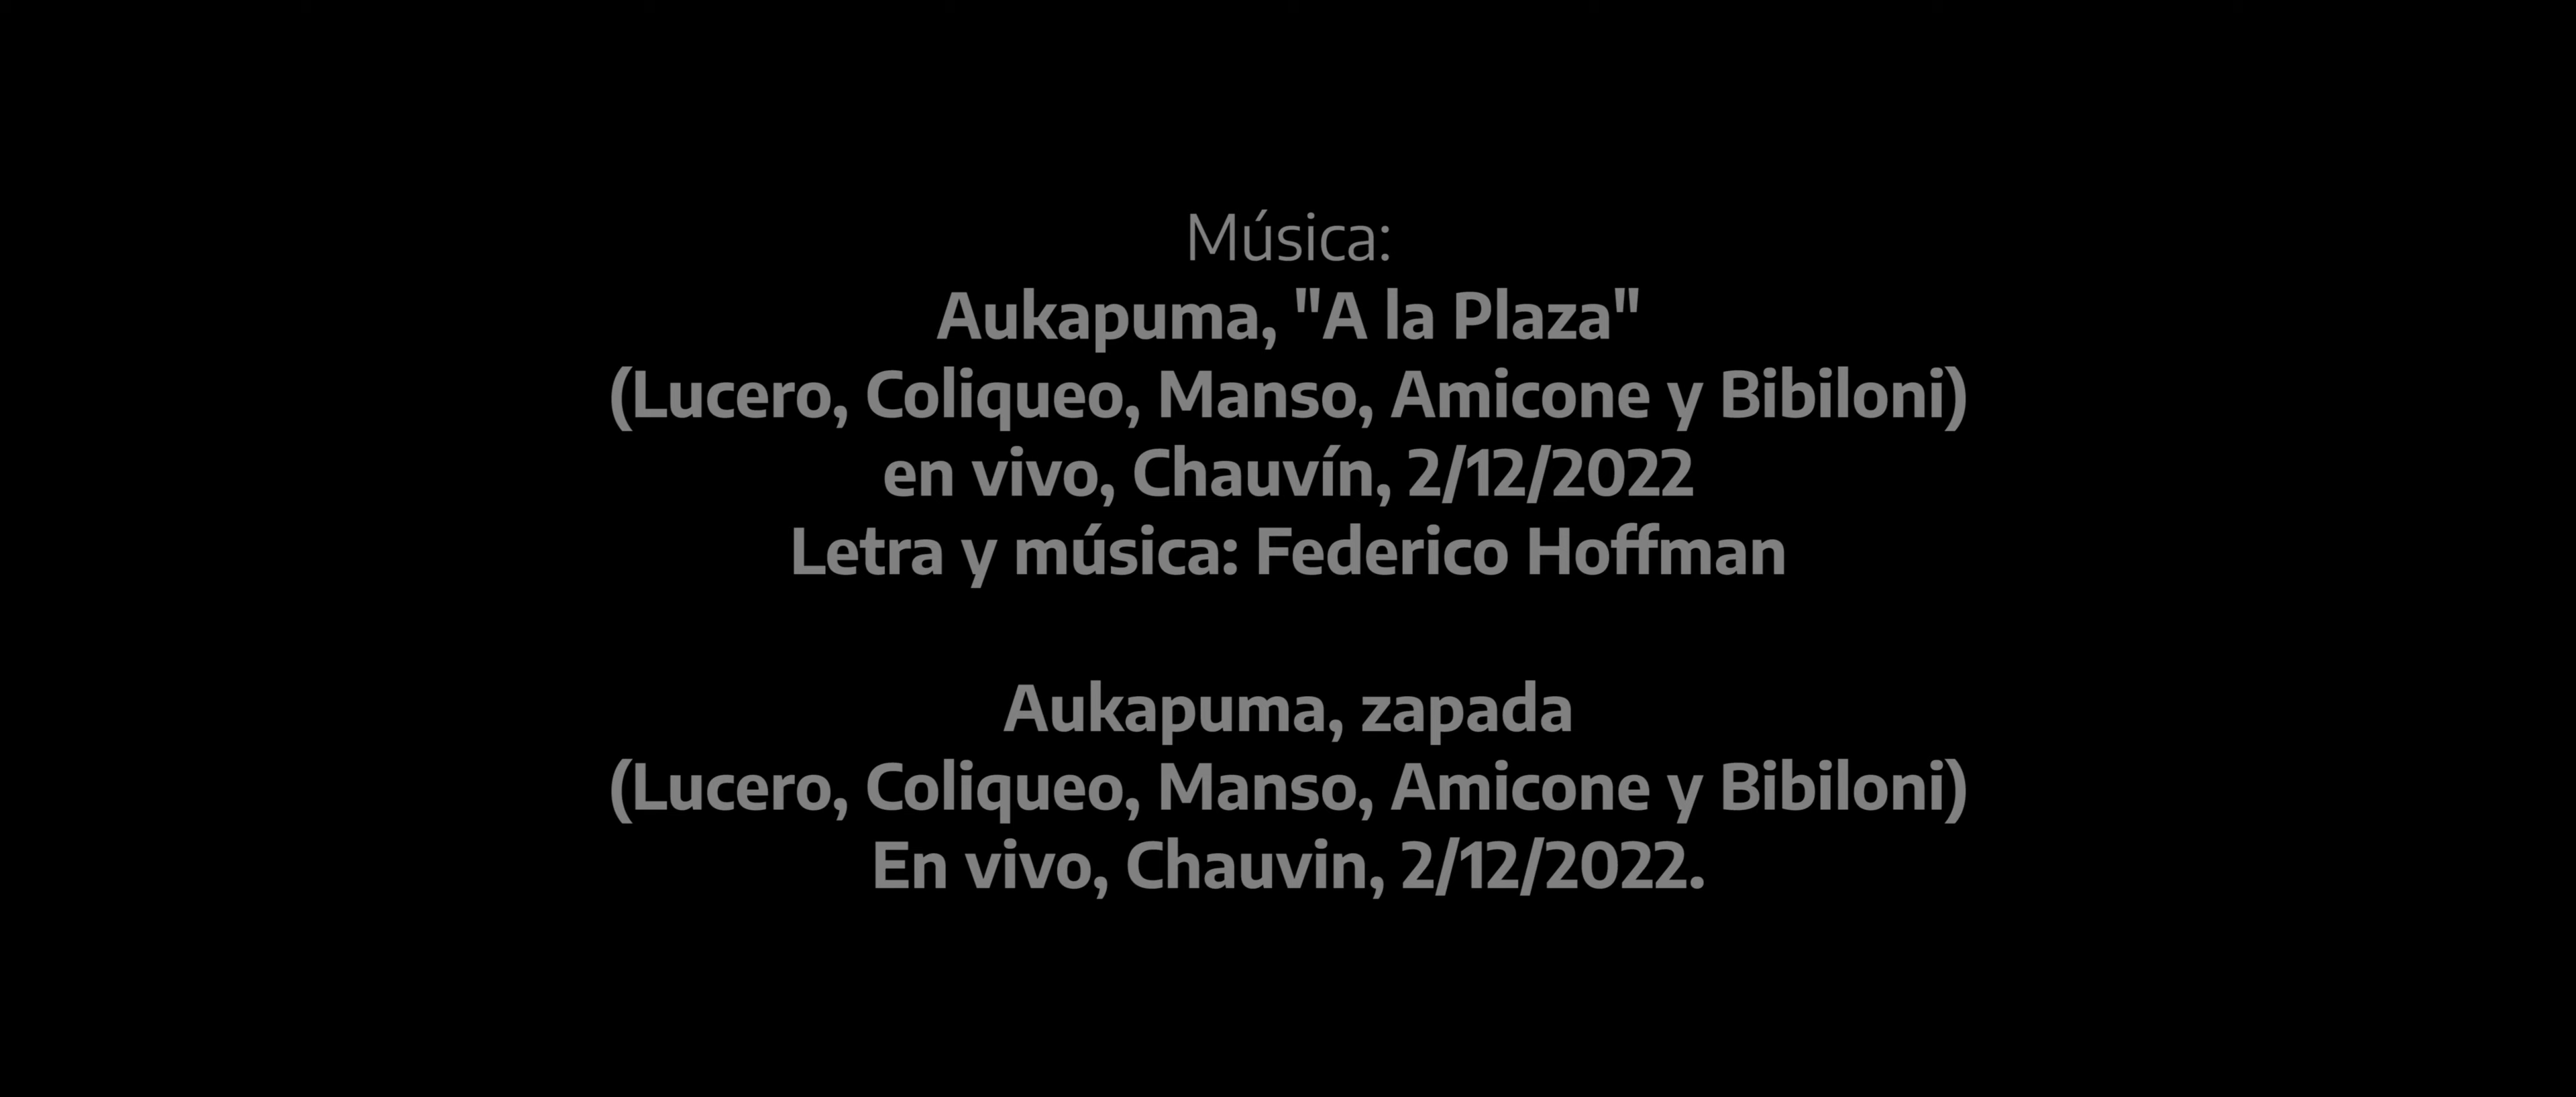 Música:
Aukapuma, "A la Plaza"
(Lucero, Coliqueo, Manso, Amicone y Bibiloni)
en vivo, Chauvín, 2/12/2022
Letra y música: Federico Hoffman
Aukapuma, zapada
(Lucero, Coliqueo, Manso, Amicone y Bibiloni)
En vivo, Chauvin, 2/12/2022.